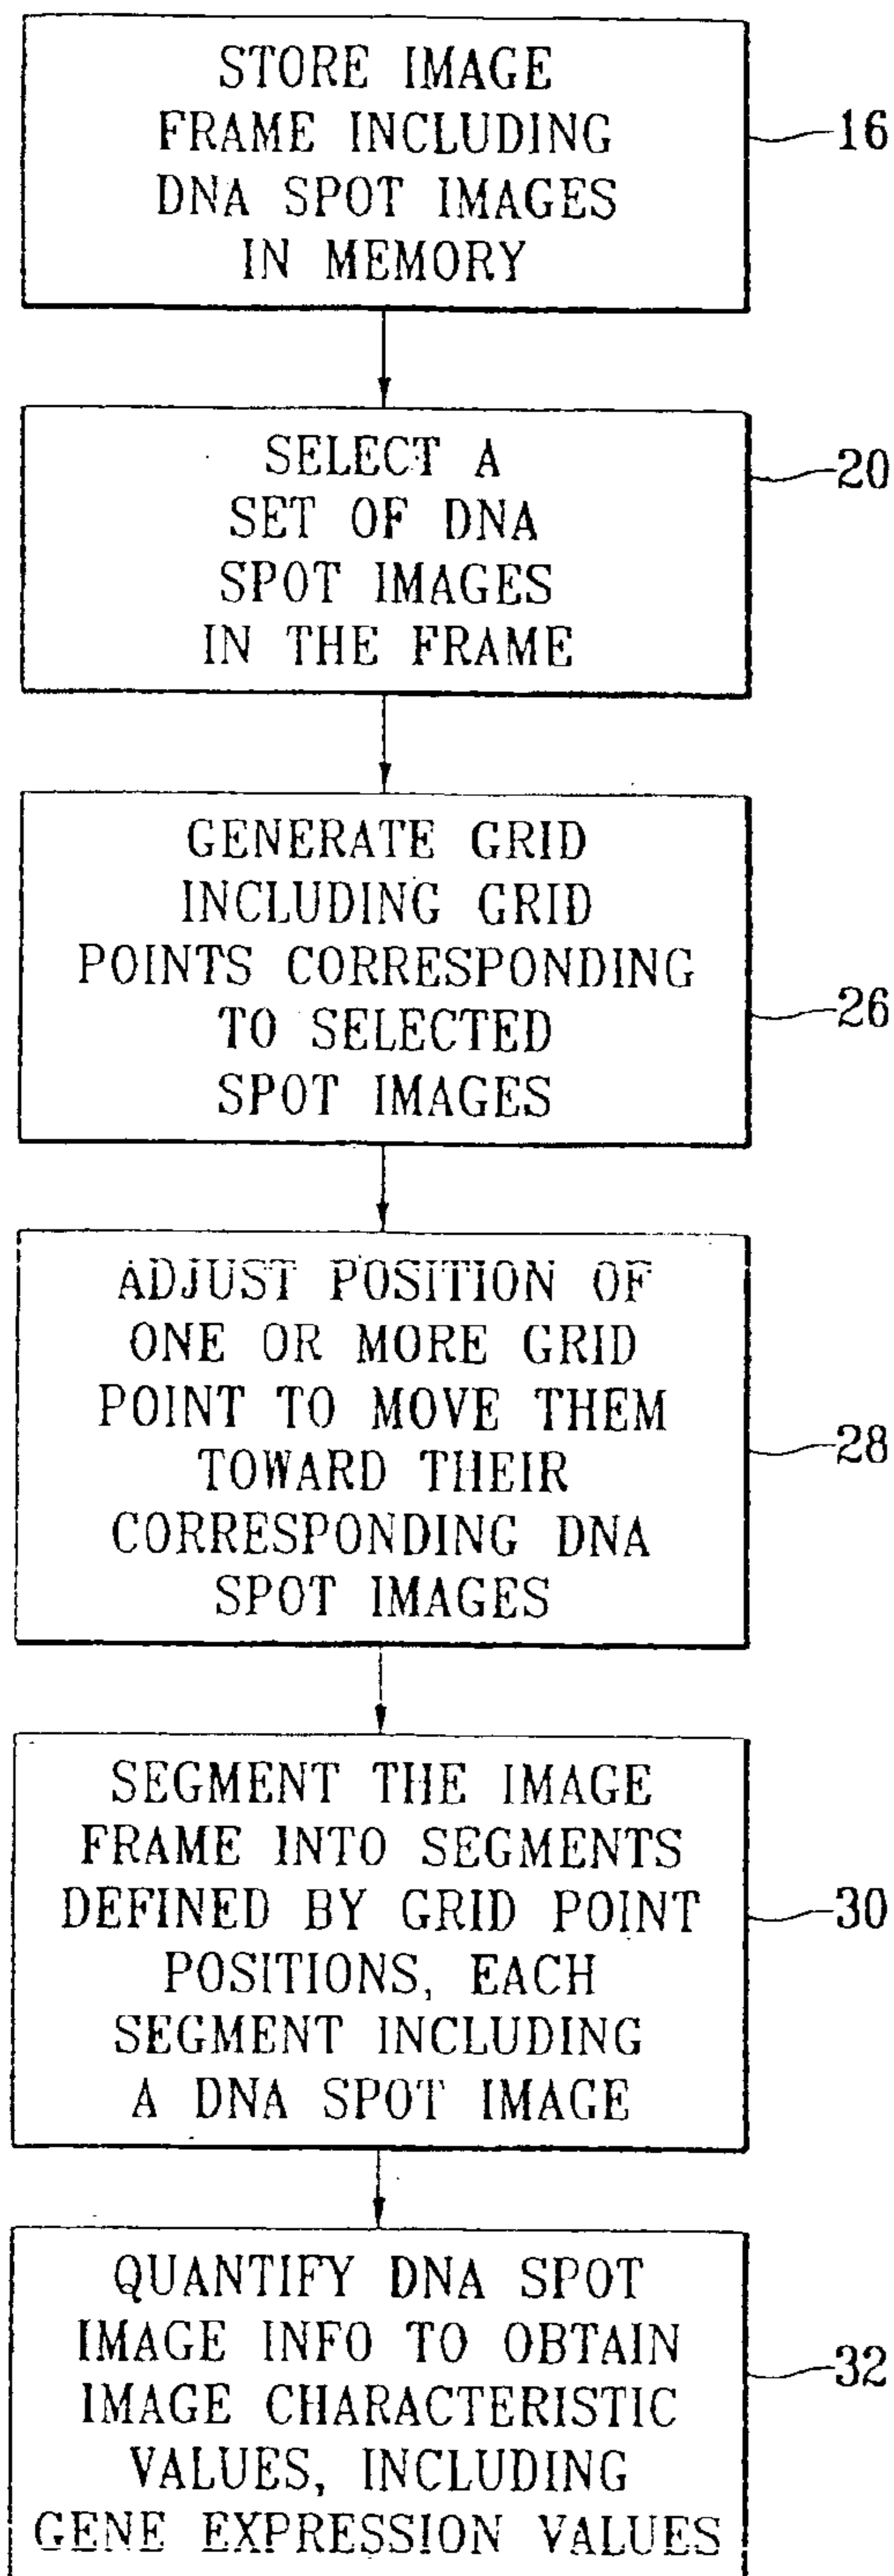 STORE IMAGE
FRAME INCLUDING
DNA SPOT IMAGES
IN MEMORY
16
SELECT A
SET OF DNA
SPOT IMAGES
IN THE FRAME
20
GENERATE GRID
INCLUDING GRID
POINTS CORRESPONDING
TO SELECTED
SPOT IMAGES
26
ADJUST POSITION OF
ONE OR MORE GRID
POINT TO MOVE THEM
TOWARD THEIR
CORRESPONDING DNA
SPOT IMAGES
28
SEGMENT THE IMAGE
FRAME INTO SEGMENTS
DEFINED BY GRID POINT
POSITIONS, EACH
SEGMENT INCLUDING
A DNA SPOT IMAGE
30
QUANTIFY DNA SPOT
IMAGE INFO TO OBTAIN
IMAGE CHARACTERISTIC
VALUES, INCLUDING
GENE EXPRESSION VALUES
32